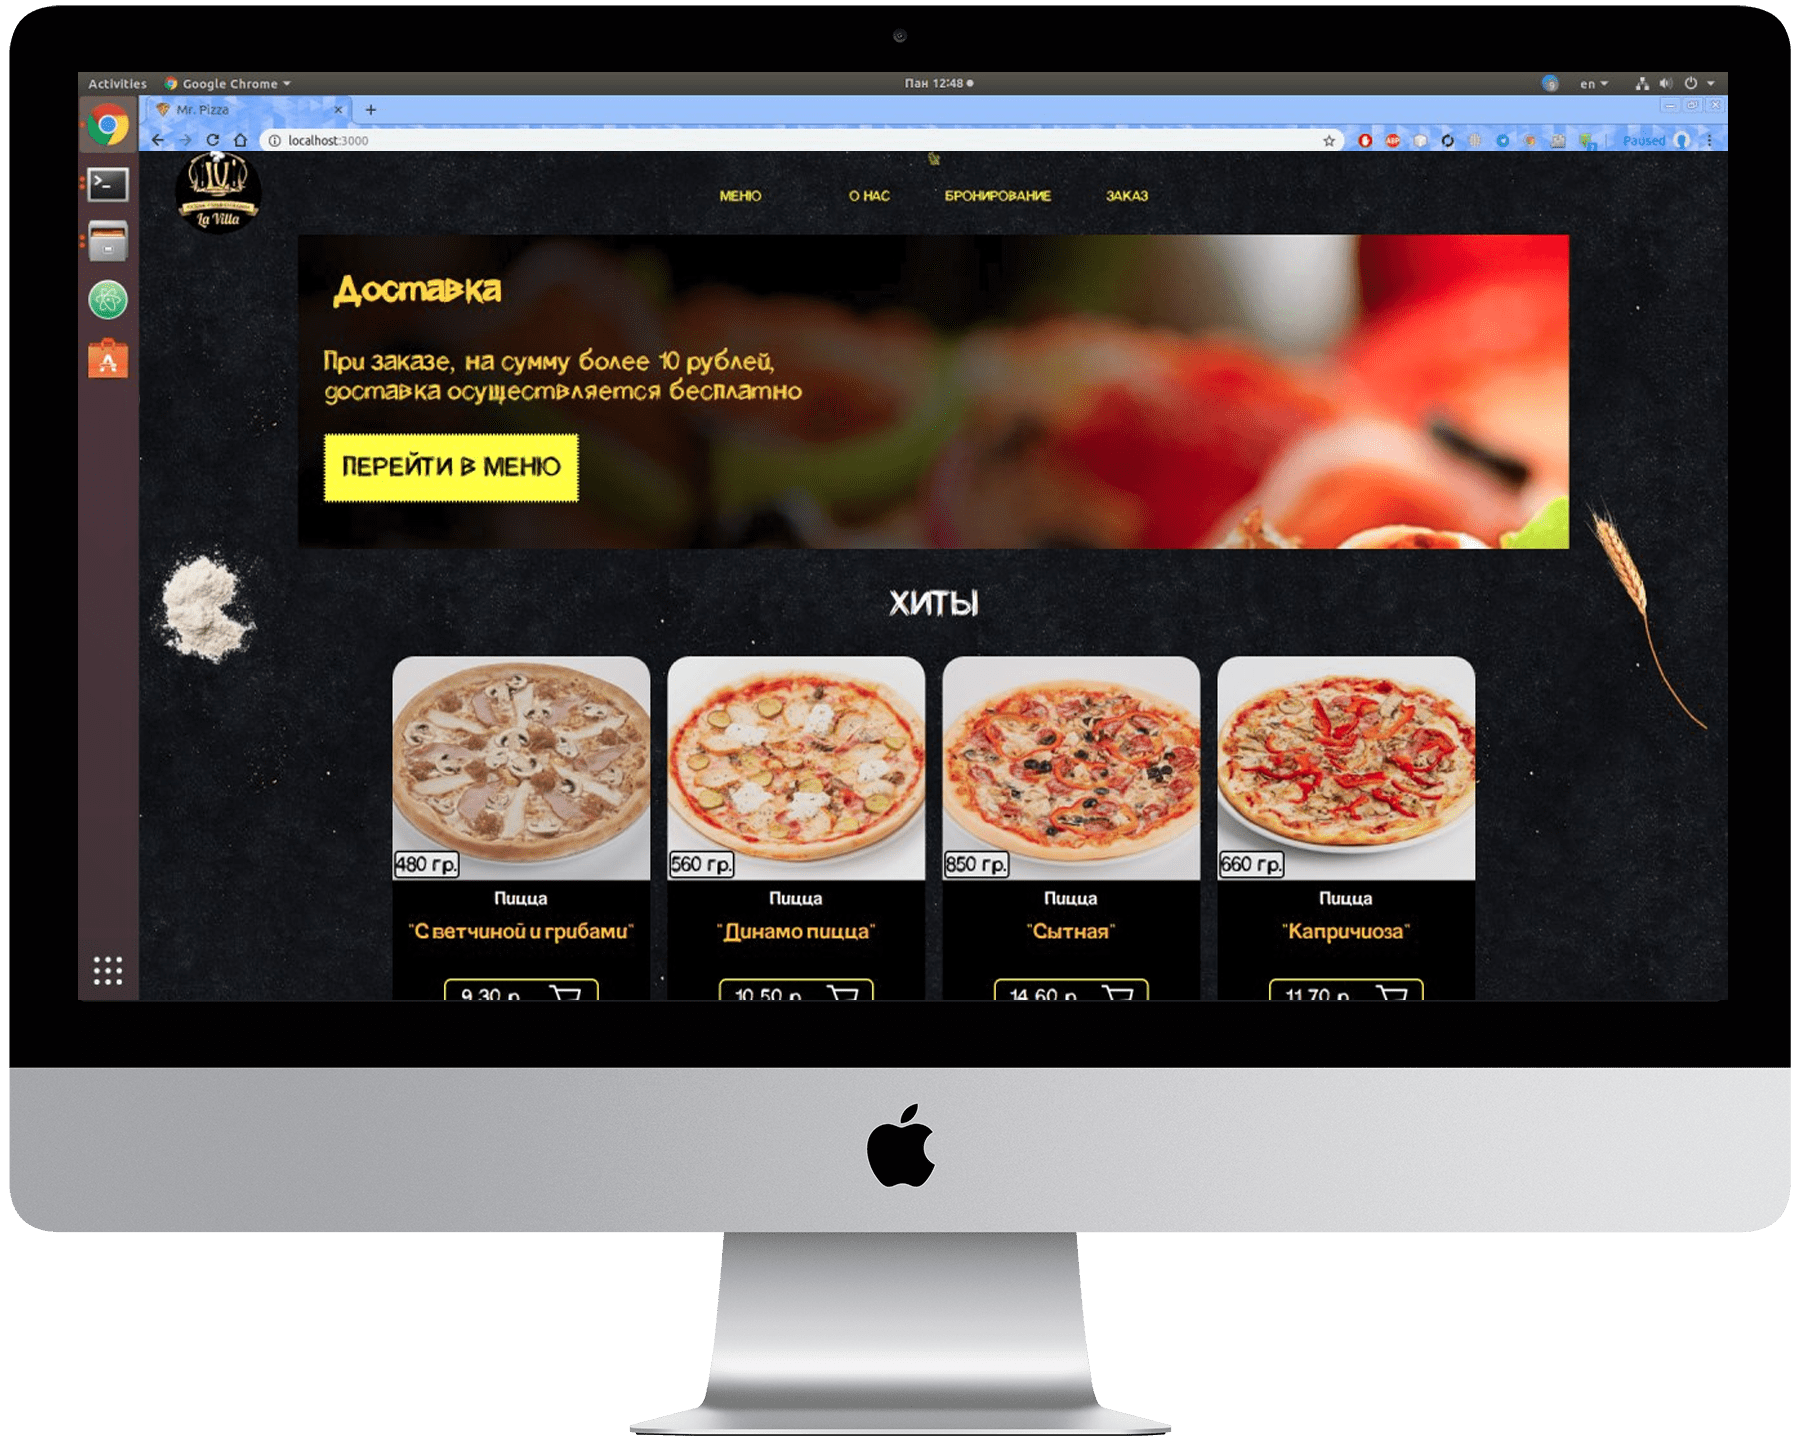 Activities
Google Chrome
Пан 12:48
en
Mr. Pizza
localhost:3000
Paused
La Villa
МЕНЮ
О НАС
БРОНИРОВАНИЕ
ЗАКАЗ
Доставка
При заказе, на сумму более 10 рублей,
доставка осуществляется бесплатно
ПЕРЕЙТИ В МЕНЮ
ХИТЫ
480 гр.
560 гр.
850 гр.
660 гр.
Пицца
Пицца
Пицца
Пицца
"С ветчиной и грибами"
"Динамо пицца"
"Сытная"
"Капричиоза"
9.30 р.
10.50 р.
14.60 р.
11.70 р.